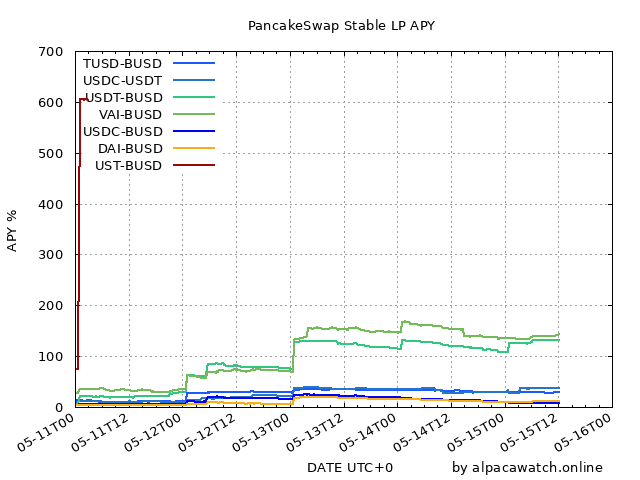 PancakeSwap Stable LP APY
700
600
500
400
300
200
100
0
APY %
TUSD-BUSD
USDC-USDT
USDT-BUSD
VAI-BUSD
USDC-BUSD
DAI-BUSD
UST-BUSD
05-11T00
05-11T12
05-12T00
05-12T12
05-13T00
05-13T12
05-14T00
05-14T12
05-15T00
05-15T12
05-16T00
DATE UTC+0
by alpacawatch.online